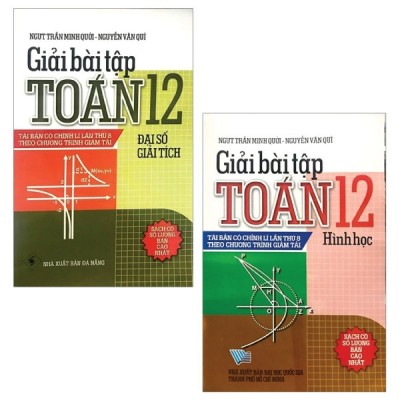 NGƯT TRẦN MINH QUỚI - NGUYỄN VĂN QUÍ
Giải bài tập
TOÁN 12
TÁI BẢN CÓ CHỈNH LÍ LẦN THỨ 8
THEO CHƯƠNG TRÌNH GIẢM TẢI
ĐẠI SỐ
GIẢI TÍCH
SÁCH CÓ
SỐ LƯỢNG
BÁN
CAO NHẤT
NHÀ XUẤT BẢN ĐÀ NẴNG
NGƯT TRẦN MINH QUỚI - NGUYỄN VĂN QUÍ
Giải bài tập
TOÁN 12
TÁI BẢN CÓ CHỈNH LÍ LẦN THỨ 8
THEO CHƯƠNG TRÌNH GIẢM TẢI
Hình học
SÁCH CÓ
SỐ LƯỢNG
BÁN
CAO NHẤT
NHÀ XUẤT BẢN ĐẠI HỌC QUỐC GIA
THÀNH PHỐ HỒ CHÍ MINH